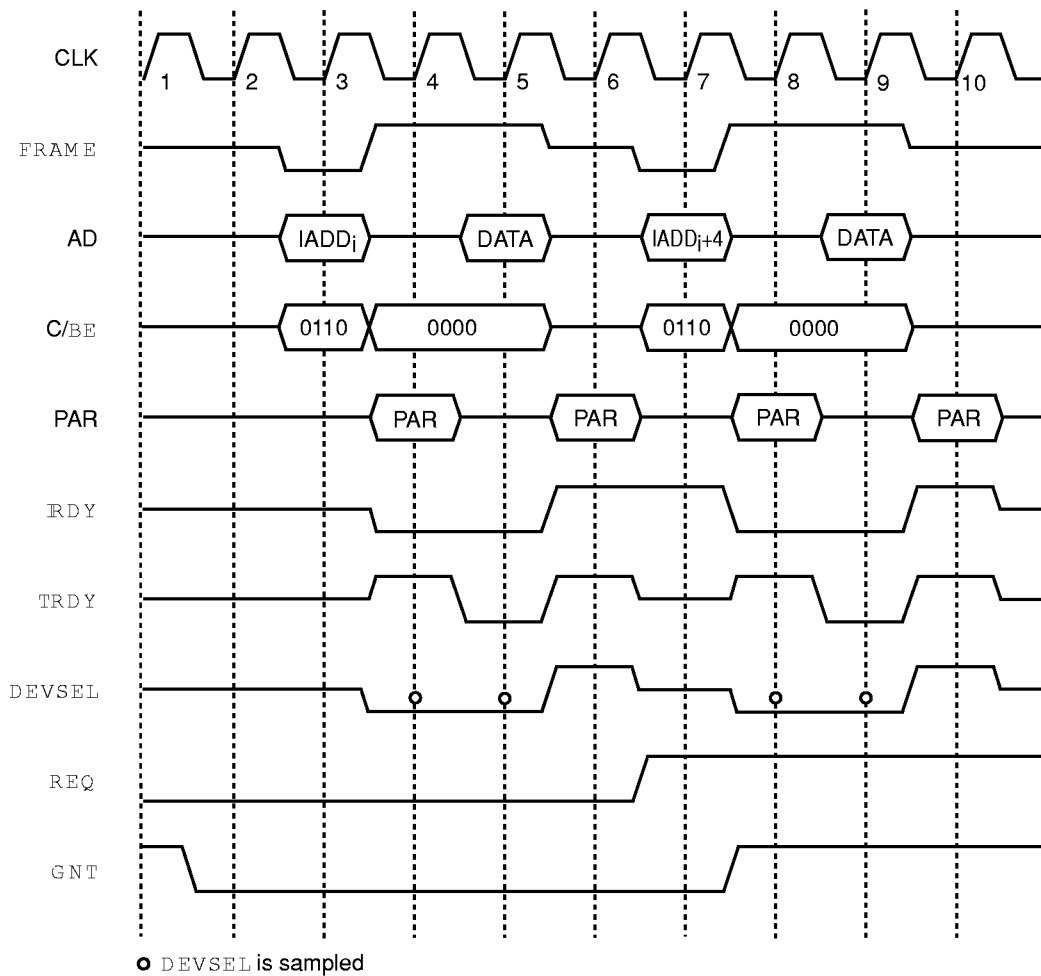 CLK
1 2 3 4 5 6 7 8 9 10
FRAME
AD
IADDi DATA IADDi+4 DATA
C/BE
0110 0000 0110 0000
PAR
PAR PAR PAR PAR
IRDY
TRDY
DEVSEL
REQ
GNT
DEVSEL is sampled